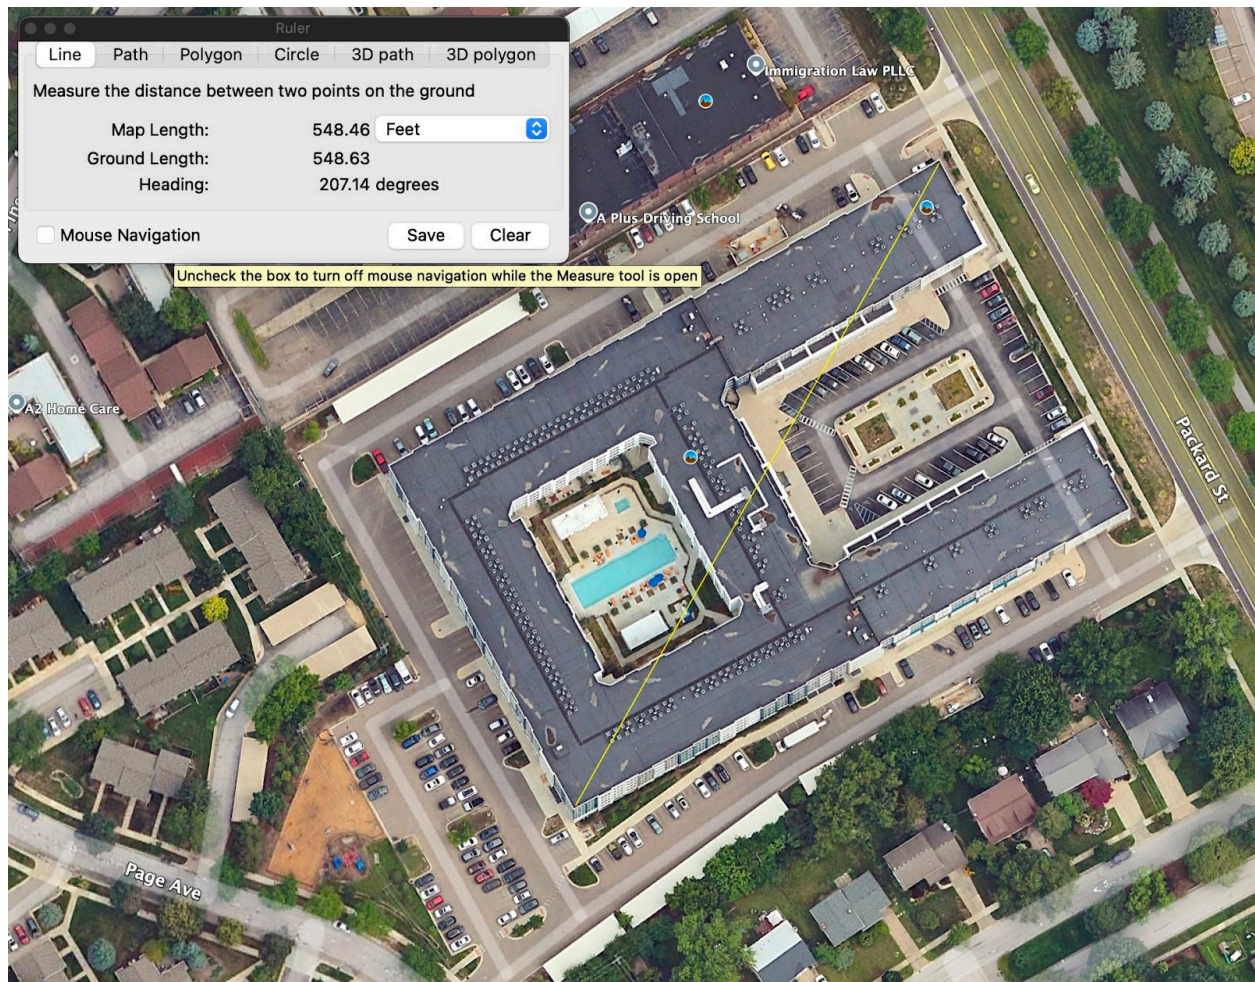 Ruler
Line Path Polygon Circle 3D path 3D polygon
Measure the distance between two points on the ground
Map Length: 548.46 Feet
Ground Length: 548.63
Heading: 207.14 degrees
Mouse Navigation Save Clear
Uncheck the box to turn off mouse navigation while the Measure tool is open
Immigration Law PLLC
A Plus Driving School
A2 Home Care
Packard St
Page Ave